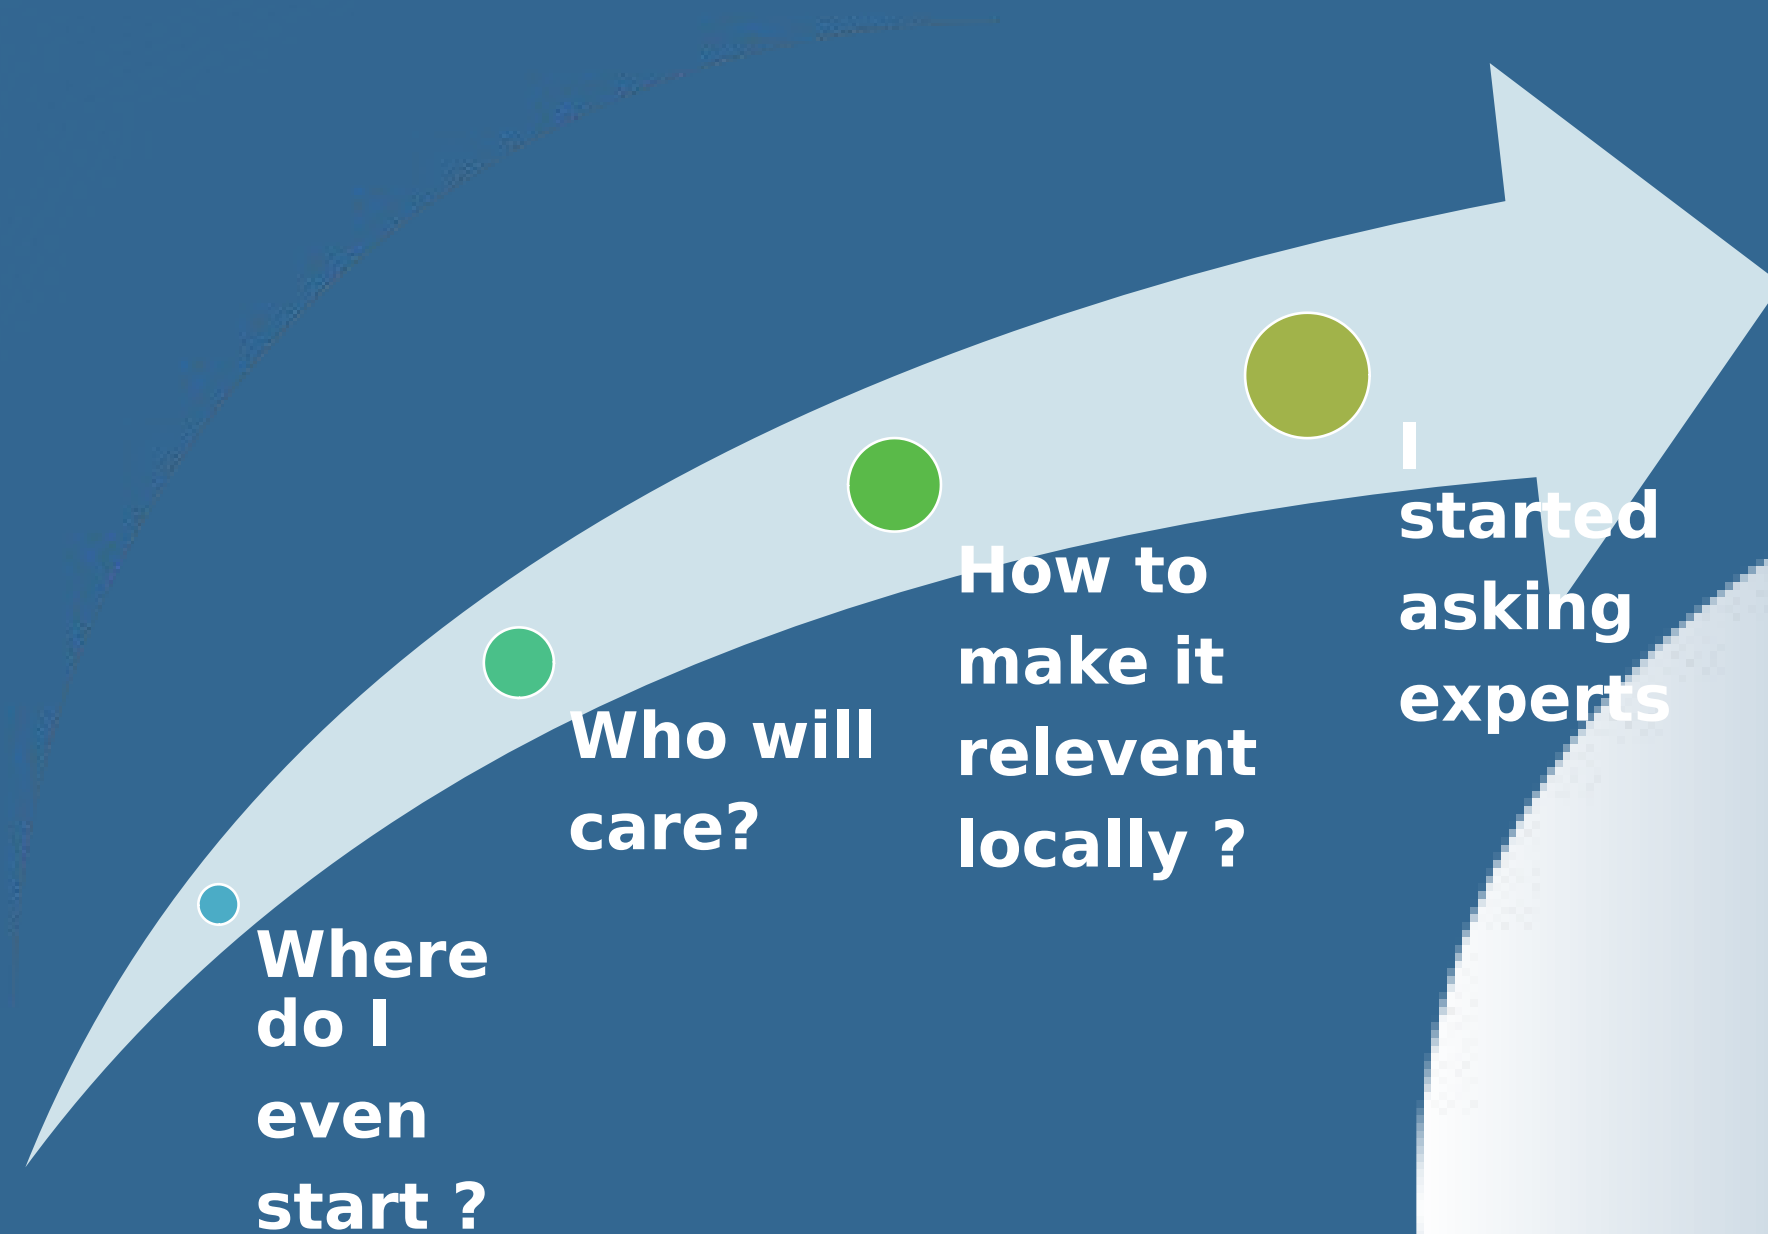 Where
do I
even
start ?
Who will
care?
How to
make it
relevent
locally ?
I
started
asking
experts